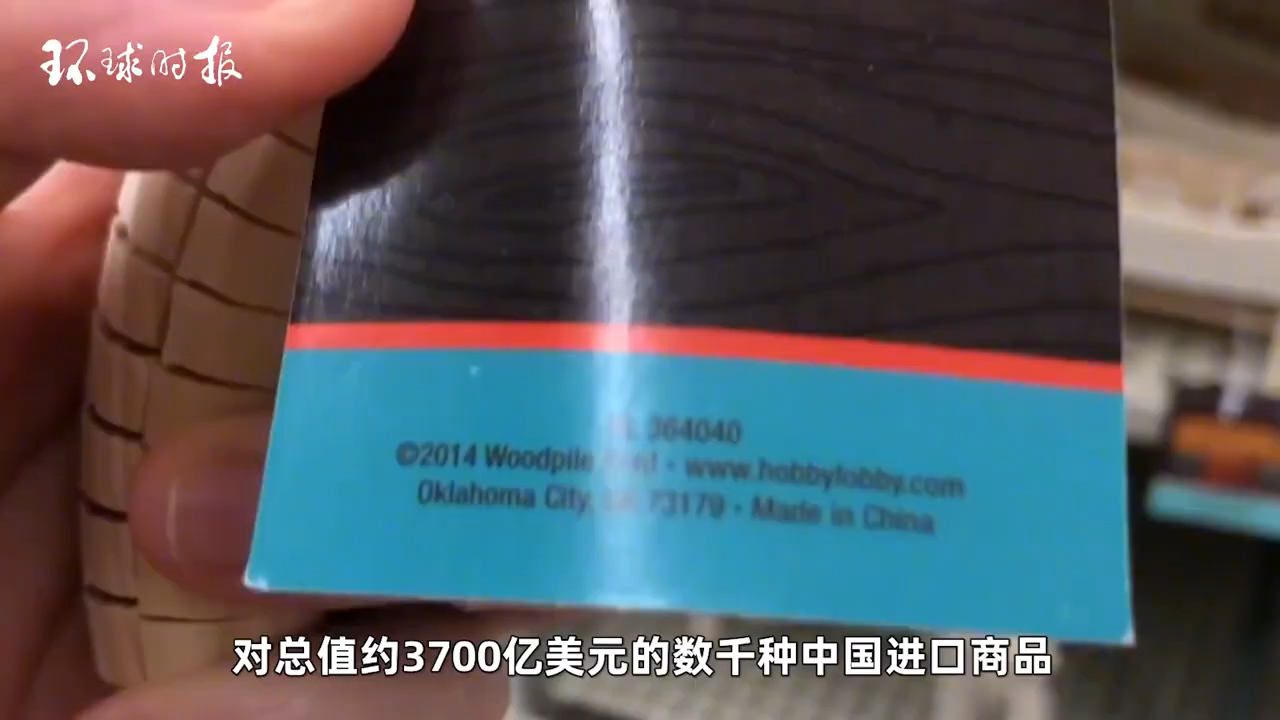 环球时报
364040
©2014 Woodpile · www.hobbylobby.com
Oklahoma City, 73179 · Made in China
对总值约3700亿美元的数千种中国进口商品